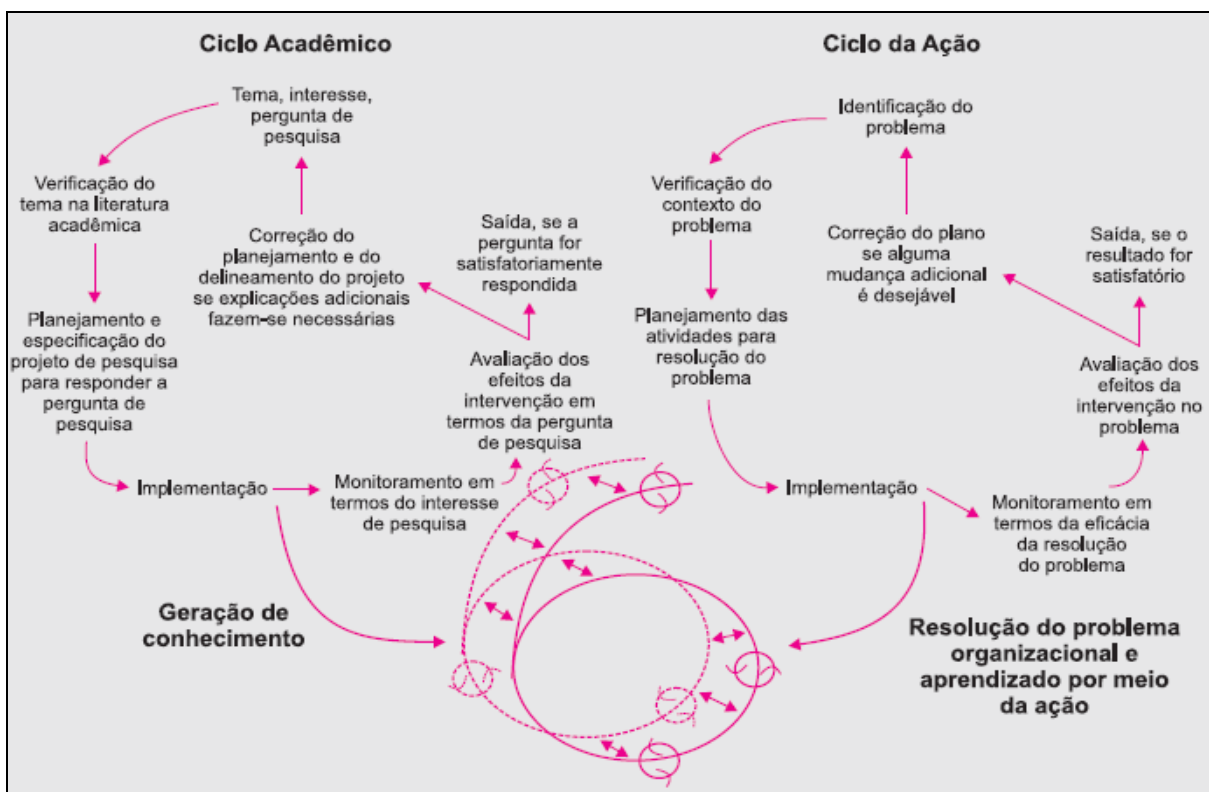 Ciclo Acadêmico
Tema, interesse,
pergunta de
pesquisa
Verificação do
tema na literatura
acadêmica
Correção do
planejamento e do
delineamento do projeto
se explicações adicionais
fazem-se necessárias
Saída, se a
pergunta for
satisfatoriamente
respondida
Planejamento e
especificação do
projeto de pesquisa
para responder a
pergunta de
pesquisa
Avaliação dos
efeitos da
intervenção em
termos da pergunta
de pesquisa
Implementação
Monitoramento em
termos do interesse
de pesquisa
Geração de
conhecimento
Ciclo da Ação
Identificação do
problema
Verificação do
contexto do
problema
Correção do plano
se alguma
mudança adicional
é desejável
Saída, se o
resultado for
satisfatório
Planejamento das
atividades para
resolução do
problema
Avaliação dos
efeitos da
intervenção no
problema
Implementação
Monitoramento em
termos da eficácia
da resolução
do problema
Resolução do problema
organizacional e
aprendizado por meio
da ação